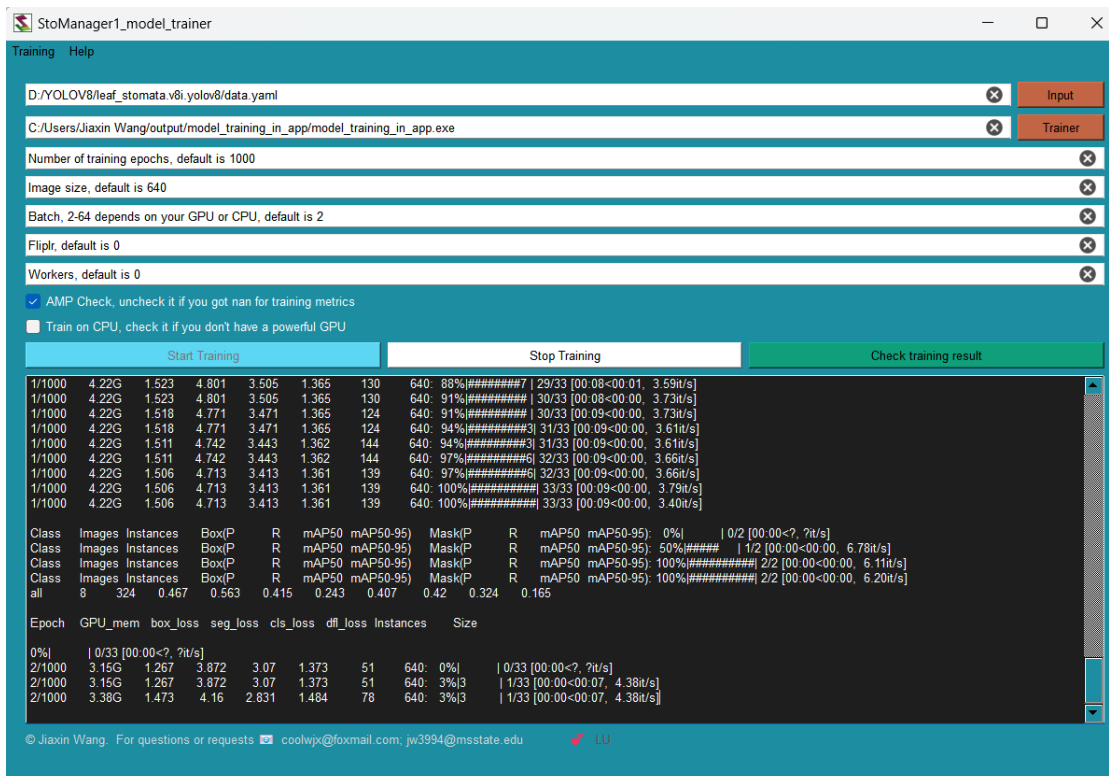 StoManager1_model_trainer
Training Help
D:/YOLOV8/leaf_stomata.v8i.yolov8/data.yaml Input
C:/Users/Jiaxin Wang/output/model_training_in_app/model_training_in_app.exe Trainer
Number of training epochs, default is 1000
Image size, default is 640
Batch, 2-64 depends on your GPU or CPU, default is 2
Fliplr, default is 0
Workers, default is 0
AMP Check, uncheck it if you got nan for training metrics
Train on CPU, check it if you don't have a powerful GPU
Start Training Stop Training Check training result
1/1000 4.22G 1.523 4.801 3.505 1.365 130 640: 88%|########7 | 29/33 [00:08<00:01, 3.59it/s]
1/1000 4.22G 1.523 4.801 3.505 1.365 130 640: 91%|######### | 30/33 [00:08<00:00, 3.73it/s]
1/1000 4.22G 1.518 4.771 3.471 1.365 124 640: 91%|######### | 30/33 [00:09<00:00, 3.73it/s]
1/1000 4.22G 1.518 4.771 3.471 1.365 124 640: 94%|#########3| 31/33 [00:09<00:00, 3.61it/s]
1/1000 4.22G 1.511 4.742 3.443 1.362 144 640: 94%|#########3| 31/33 [00:09<00:00, 3.61it/s]
1/1000 4.22G 1.511 4.742 3.443 1.362 144 640: 97%|#########6| 32/33 [00:09<00:00, 3.66it/s]
1/1000 4.22G 1.506 4.713 3.413 1.361 139 640: 97%|#########6| 32/33 [00:09<00:00, 3.66it/s]
1/1000 4.22G 1.506 4.713 3.413 1.361 139 640: 100%|##########| 33/33 [00:09<00:00, 3.79it/s]
1/1000 4.22G 1.506 4.713 3.413 1.361 139 640: 100%|##########| 33/33 [00:09<00:00, 3.40it/s]
Class Images Instances Box(P R mAP50 mAP50-95) Mask(P R mAP50 mAP50-95): 0%| | 0/2 [00:00<?, ?it/s]
Class Images Instances Box(P R mAP50 mAP50-95) Mask(P R mAP50 mAP50-95): 50%|##### | 1/2 [00:00<00:00, 6.78it/s]
Class Images Instances Box(P R mAP50 mAP50-95) Mask(P R mAP50 mAP50-95): 100%|##########| 2/2 [00:00<00:00, 6.11it/s]
Class Images Instances Box(P R mAP50 mAP50-95) Mask(P R mAP50 mAP50-95): 100%|##########| 2/2 [00:00<00:00, 6.20it/s]
all 8 324 0.467 0.563 0.415 0.243 0.407 0.42 0.324 0.165
Epoch GPU_mem box_loss seg_loss cls_loss dfl_loss Instances Size
0%| | 0/33 [00:00<?, ?it/s]
2/1000 3.15G 1.267 3.872 3.07 1.373 51 640: 0%| | 0/33 [00:00<?, ?it/s]
2/1000 3.15G 1.267 3.872 3.07 1.373 51 640: 3%|3 | 1/33 [00:00<00:07, 4.38it/s]
2/1000 3.38G 1.473 4.16 2.831 1.484 78 640: 3%|3 | 1/33 [00:00<00:07, 4.38it/s]
© Jiaxin Wang. For questions or requests 📧 coolwjx@foxmail.com; jw3994@msstate.edu 💕 LU